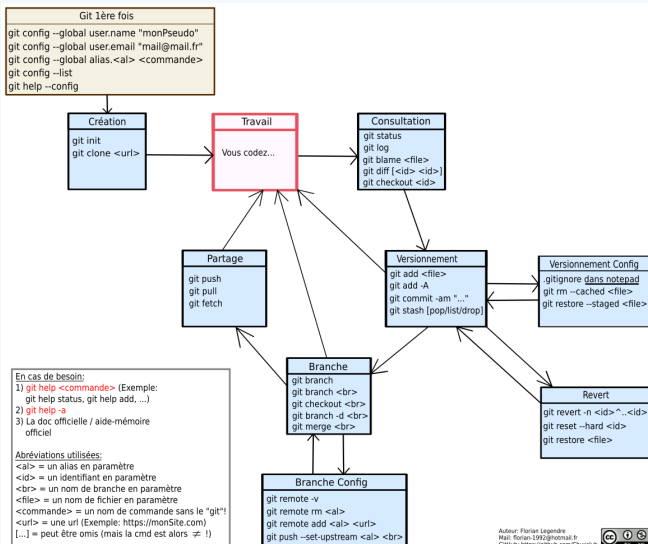 Git 1ère fois
git config --global user.name "monPseudo"
git config --global user.email "mail@mail.fr"
git config --global alias.<al> <commande>
git config --list
git help --config
Création
git init
git clone <url>
Travail
Vous codez...
Consultation
git status
git log
git blame <file>
git diff [<id> <id>]
git checkout <id>
Partage
git push
git pull
git fetch
Versionnement
git add <file>
git add -A
git commit -am "..."
git stash [pop/list/drop]
Versionnement Config
.gitignore dans notepad
git rm --cached <file>
git restore --staged <file>
Branche
git branch
git branch <br>
git checkout <br>
git branch -d <br>
git merge <br>
Revert
git revert -n <id>^..<id>
git reset --hard <id>
git restore <file>
Branche Config
git remote -v
git remote rm <al>
git remote add <al> <url>
git push --set-upstream <al> <br>
En cas de besoin:
1) git help <commande> (Exemple:
git help status, git help add, ...)
2) git help -a
3) La doc officielle / aide-mémoire
officiel
Abréviations utilisées:
<al> = un alias en paramètre
<id> = un identifiant en paramètre
<br> = un nom de branche en paramètre
<file> = un nom de fichier en paramètre
<commande> = un nom de commande sans le "git"!
<url> = une url (Exemple: https://monSite.com)
[...] = peut être omis (mais la cmd est alors ≠ !)
Auteur: Florian Legendre
Mail: florian-1992@hotmail.fr